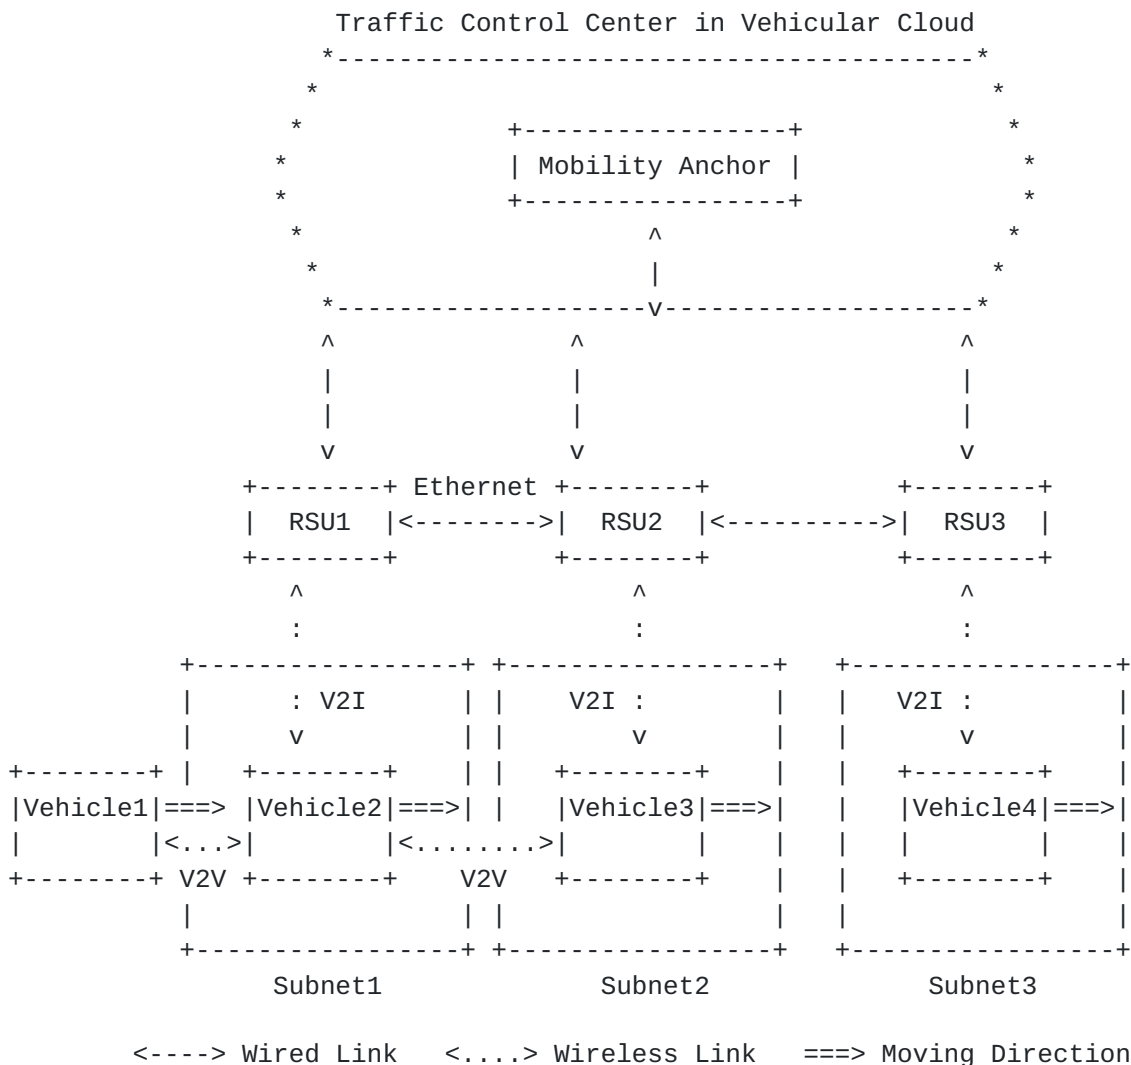 Traffic Control Center in Vehicular Cloud
Mobility Anchor
Ethernet
RSU1 RSU2 RSU3
V2I V2I V2I
Vehicle1 Vehicle2 Vehicle3 Vehicle4
V2V V2V
Subnet1 Subnet2 Subnet3
<----> Wired Link <....> Wireless Link ===> Moving Direction